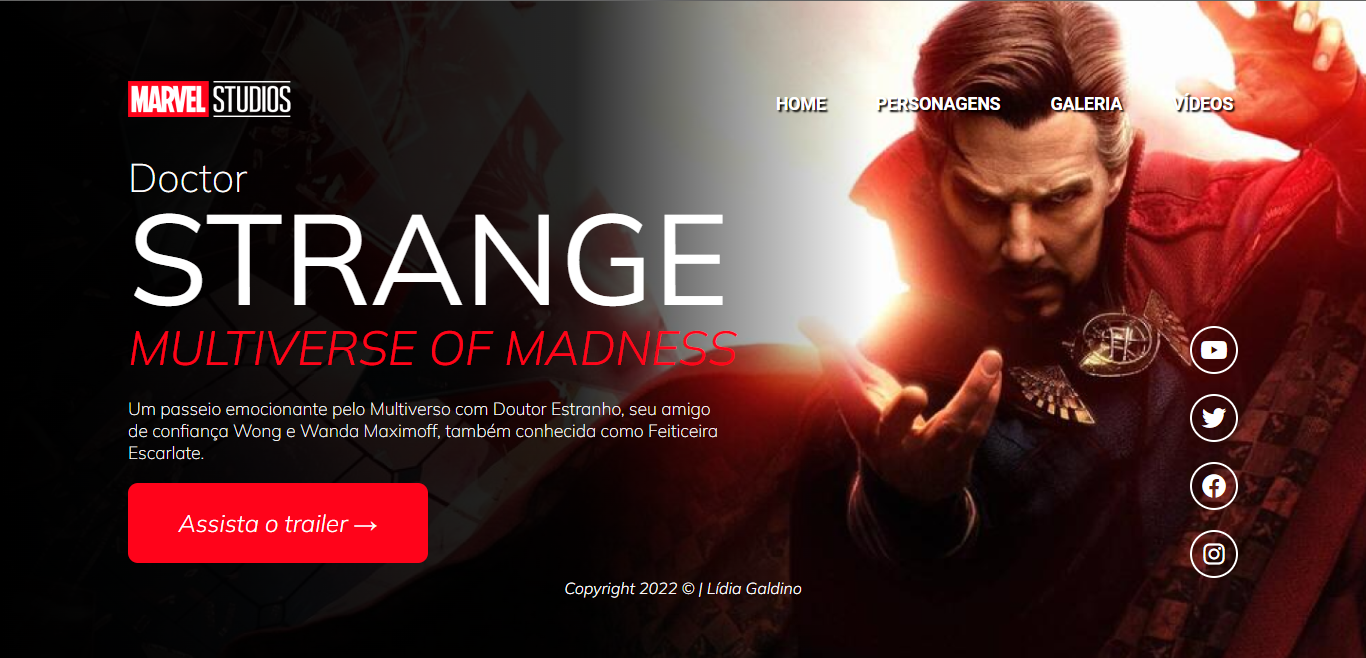 MARVEL STUDIOS
HOME PERSONAGENS GALERIA VÍDEOS
Doctor
STRANGE
MULTIVERSE OF MADNESS
Um passeio emocionante pelo Multiverso com Doutor Estranho, seu amigo
de confiança Wong e Wanda Maximoff, também conhecida como Feiticeira
Escarlate.
Assista o trailer →
Copyright 2022 © | Lídia Galdino